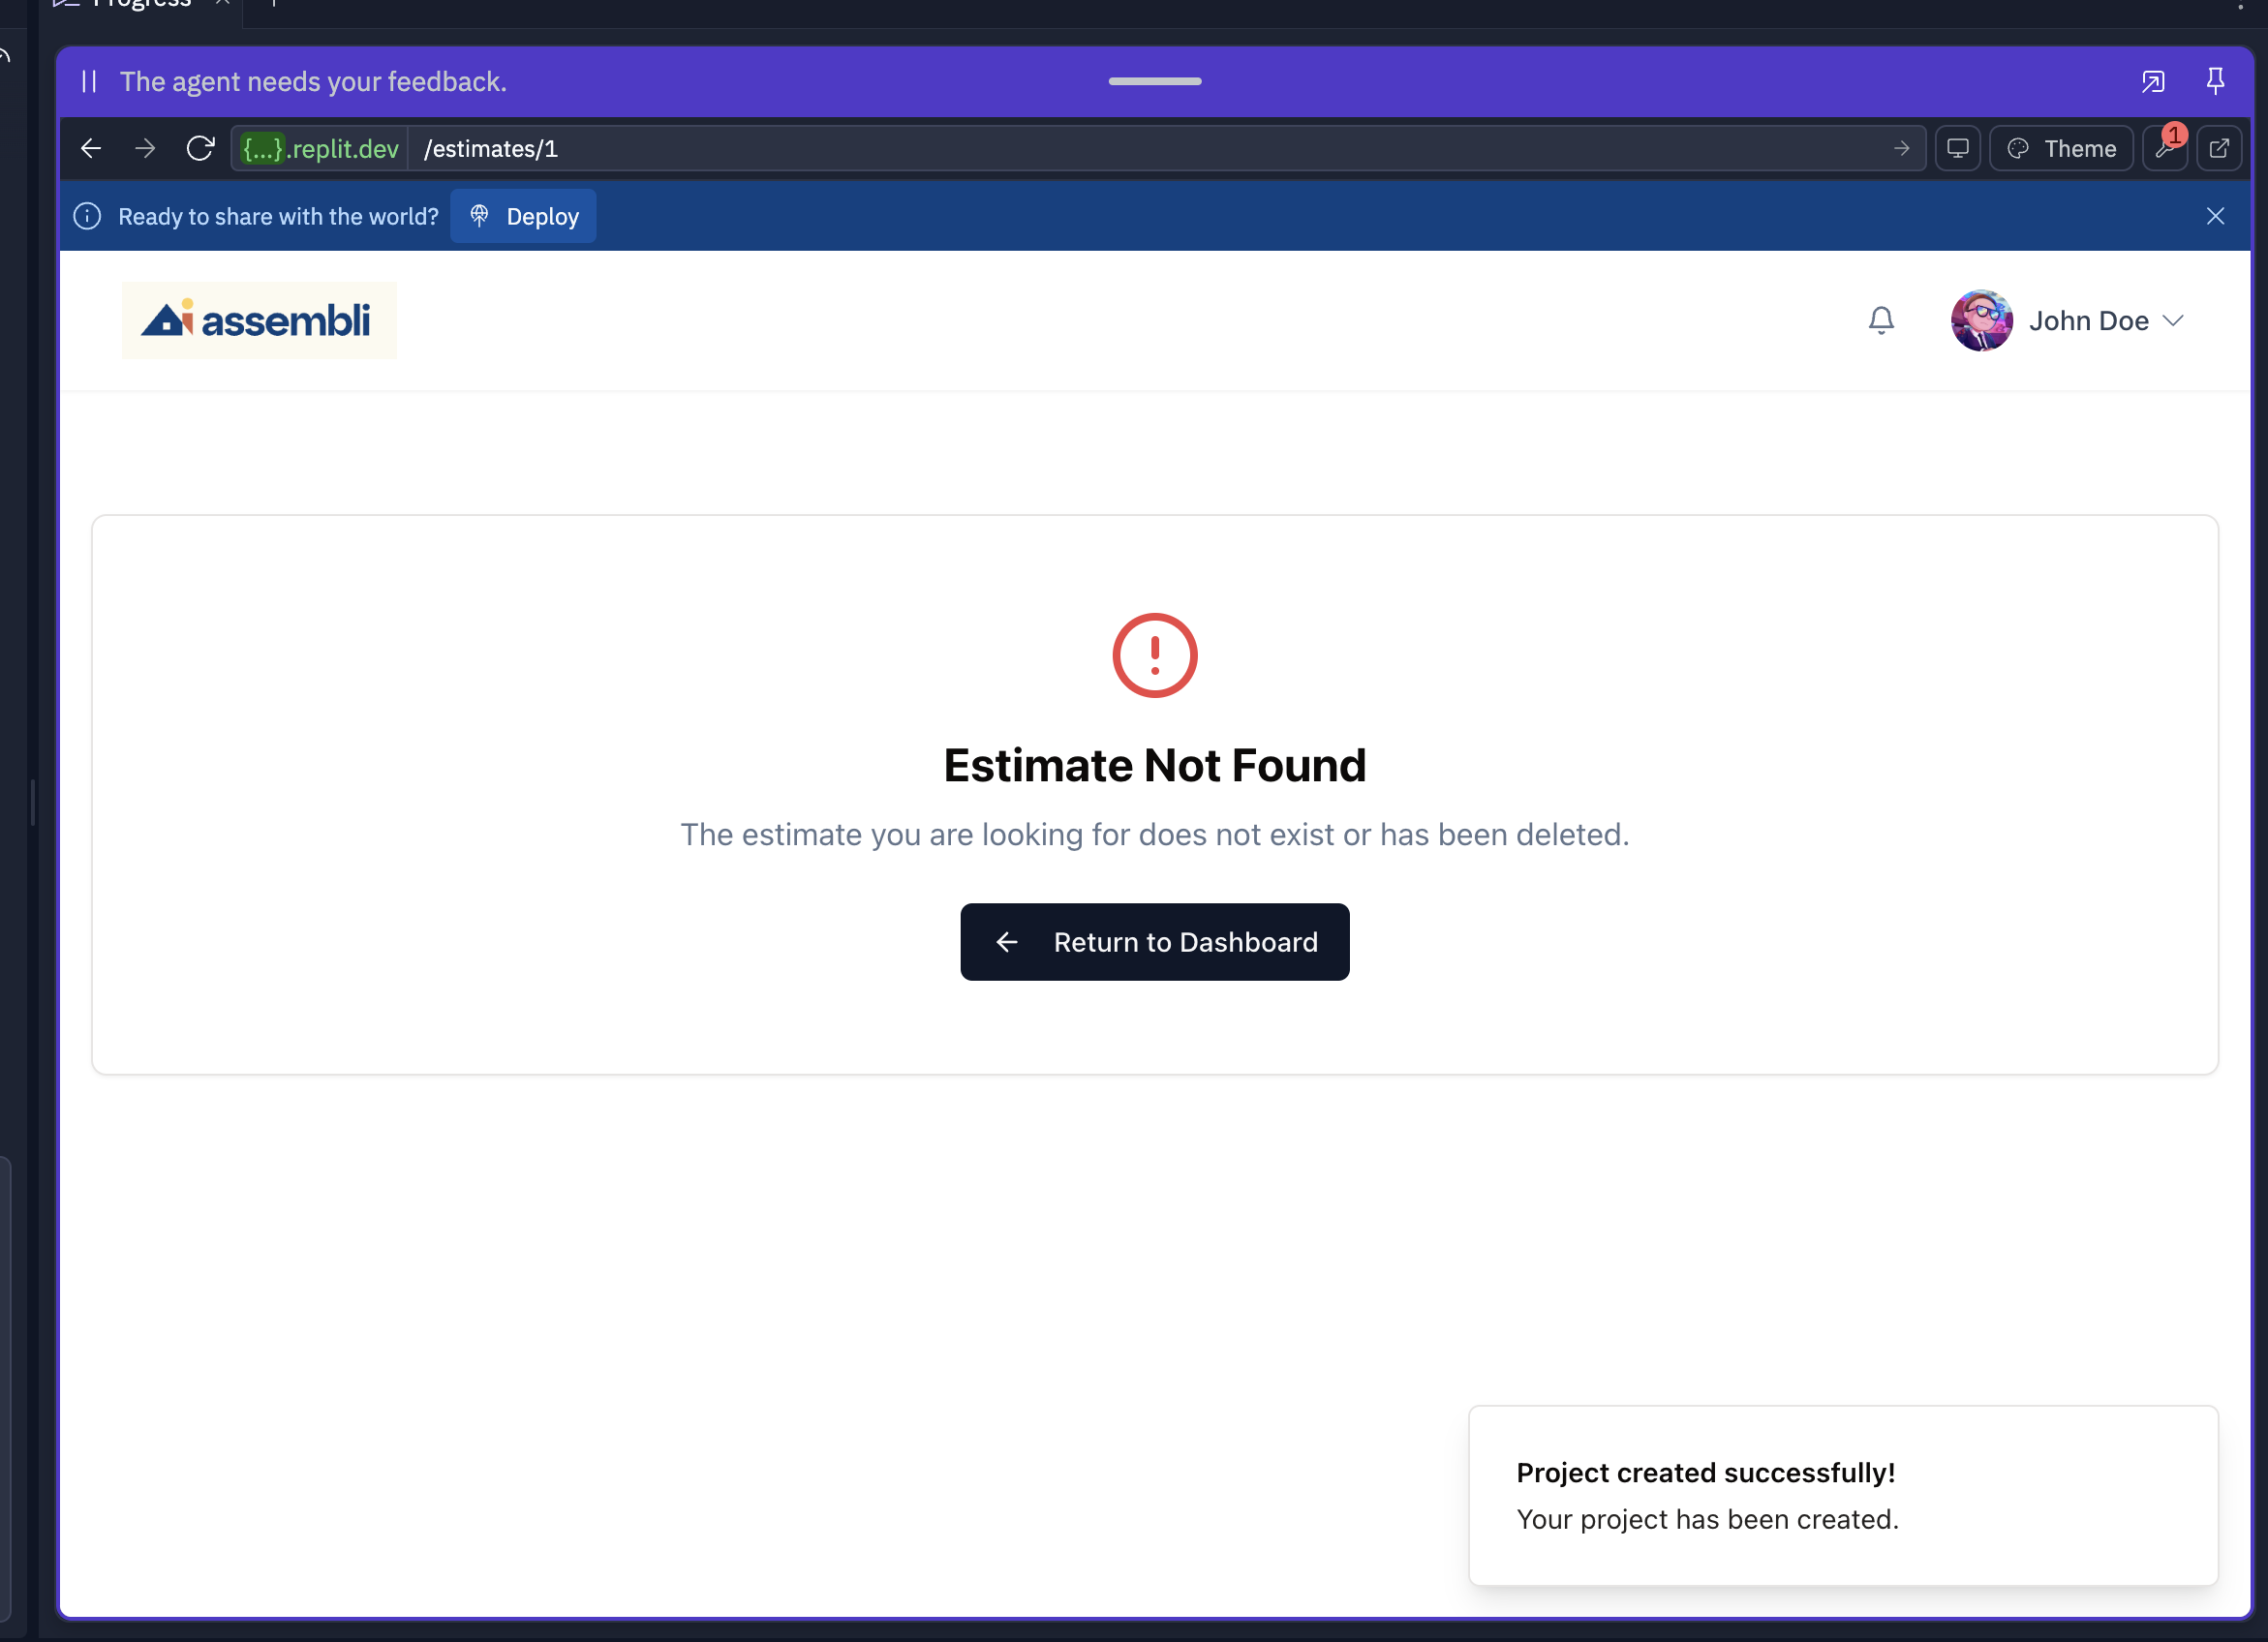 Progress
The agent needs your feedback.
{...}.replit.dev /estimates/1 Theme 1
Ready to share with the world? Deploy
assembli John Doe
Estimate Not Found
The estimate you are looking for does not exist or has been deleted.
Return to Dashboard
Project created successfully!
Your project has been created.